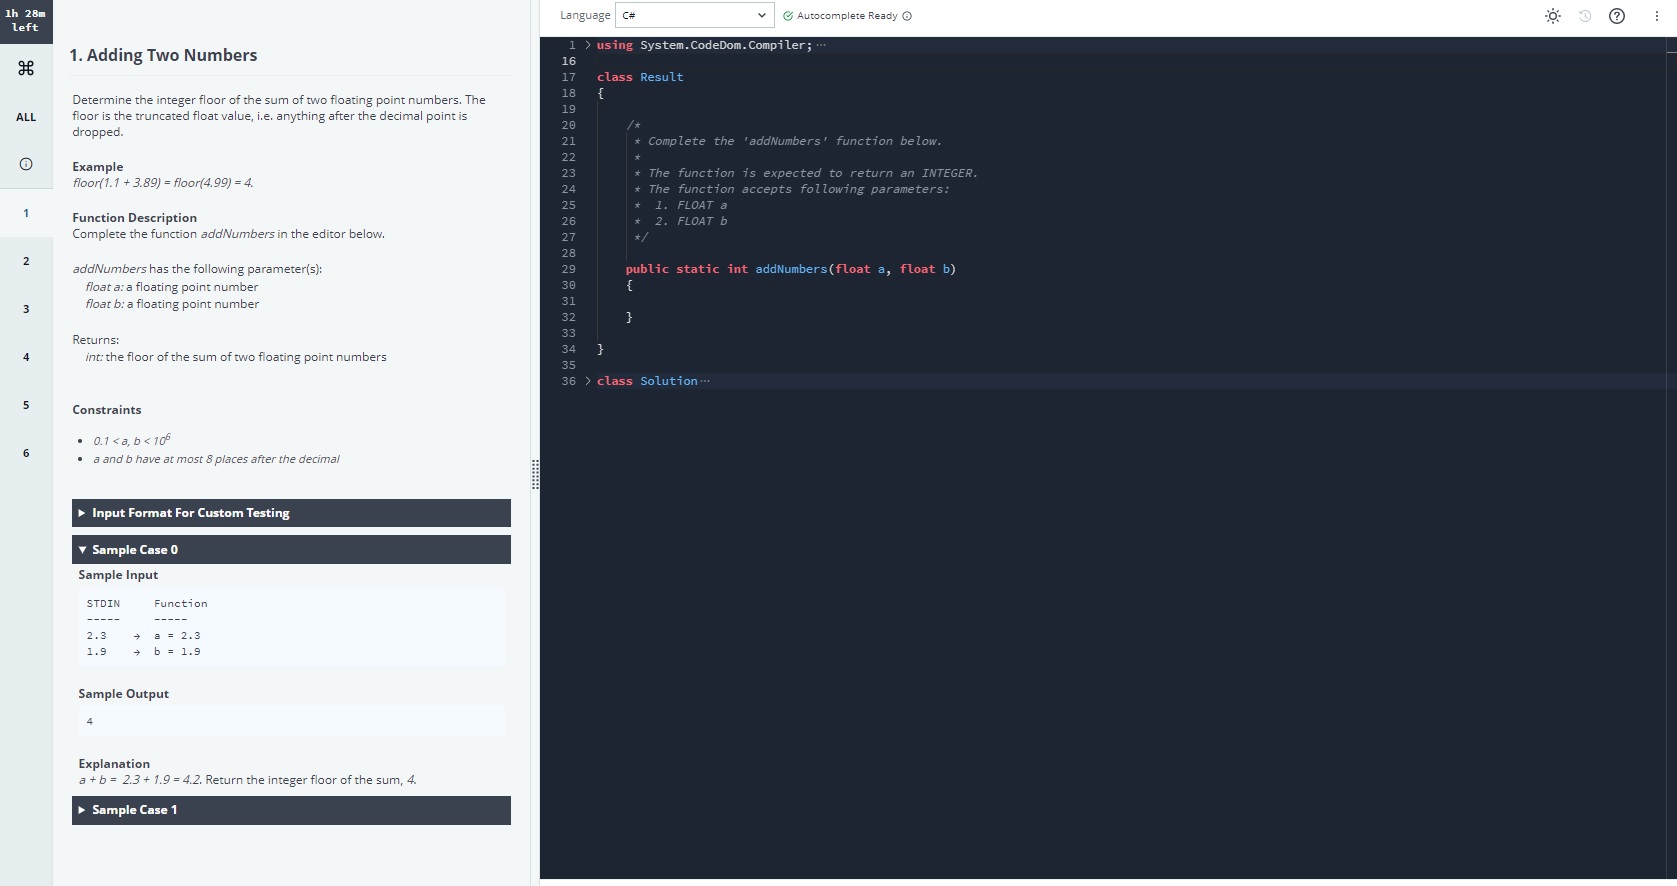 1h 28m
left
ALL
1
2
3
4
5
6
1. Adding Two Numbers
Determine the integer floor of the sum of two floating point numbers. The
floor is the truncated float value, i.e. anything after the decimal point is
dropped.
Example
floor(1.1 + 3.89) = floor(4.99) = 4.
Function Description
Complete the function addNumbers in the editor below.
addNumbers has the following parameter(s):
float a: a floating point number
float b: a floating point number
Returns:
int: the floor of the sum of two floating point numbers
Constraints
• 0.1 < a, b < 10⁶
• a and b have at most 8 places after the decimal
Input Format For Custom Testing
Sample Case 0
Sample Input
STDIN Function
----- -----
2.3 → a = 2.3
1.9 → b = 1.9
Sample Output
4
Explanation
a + b = 2.3 + 1.9 = 4.2. Return the integer floor of the sum, 4.
Sample Case 1
Language C# Autocomplete Ready
1 using System.CodeDom.Compiler; ...
16
17 class Result
18 {
19
20 /*
21 * Complete the 'addNumbers' function below.
22 *
23 * The function is expected to return an INTEGER.
24 * The function accepts following parameters:
25 * 1. FLOAT a
26 * 2. FLOAT b
27 */
28
29 public static int addNumbers(float a, float b)
30 {
31
32 }
33
34 }
35
36 class Solution...